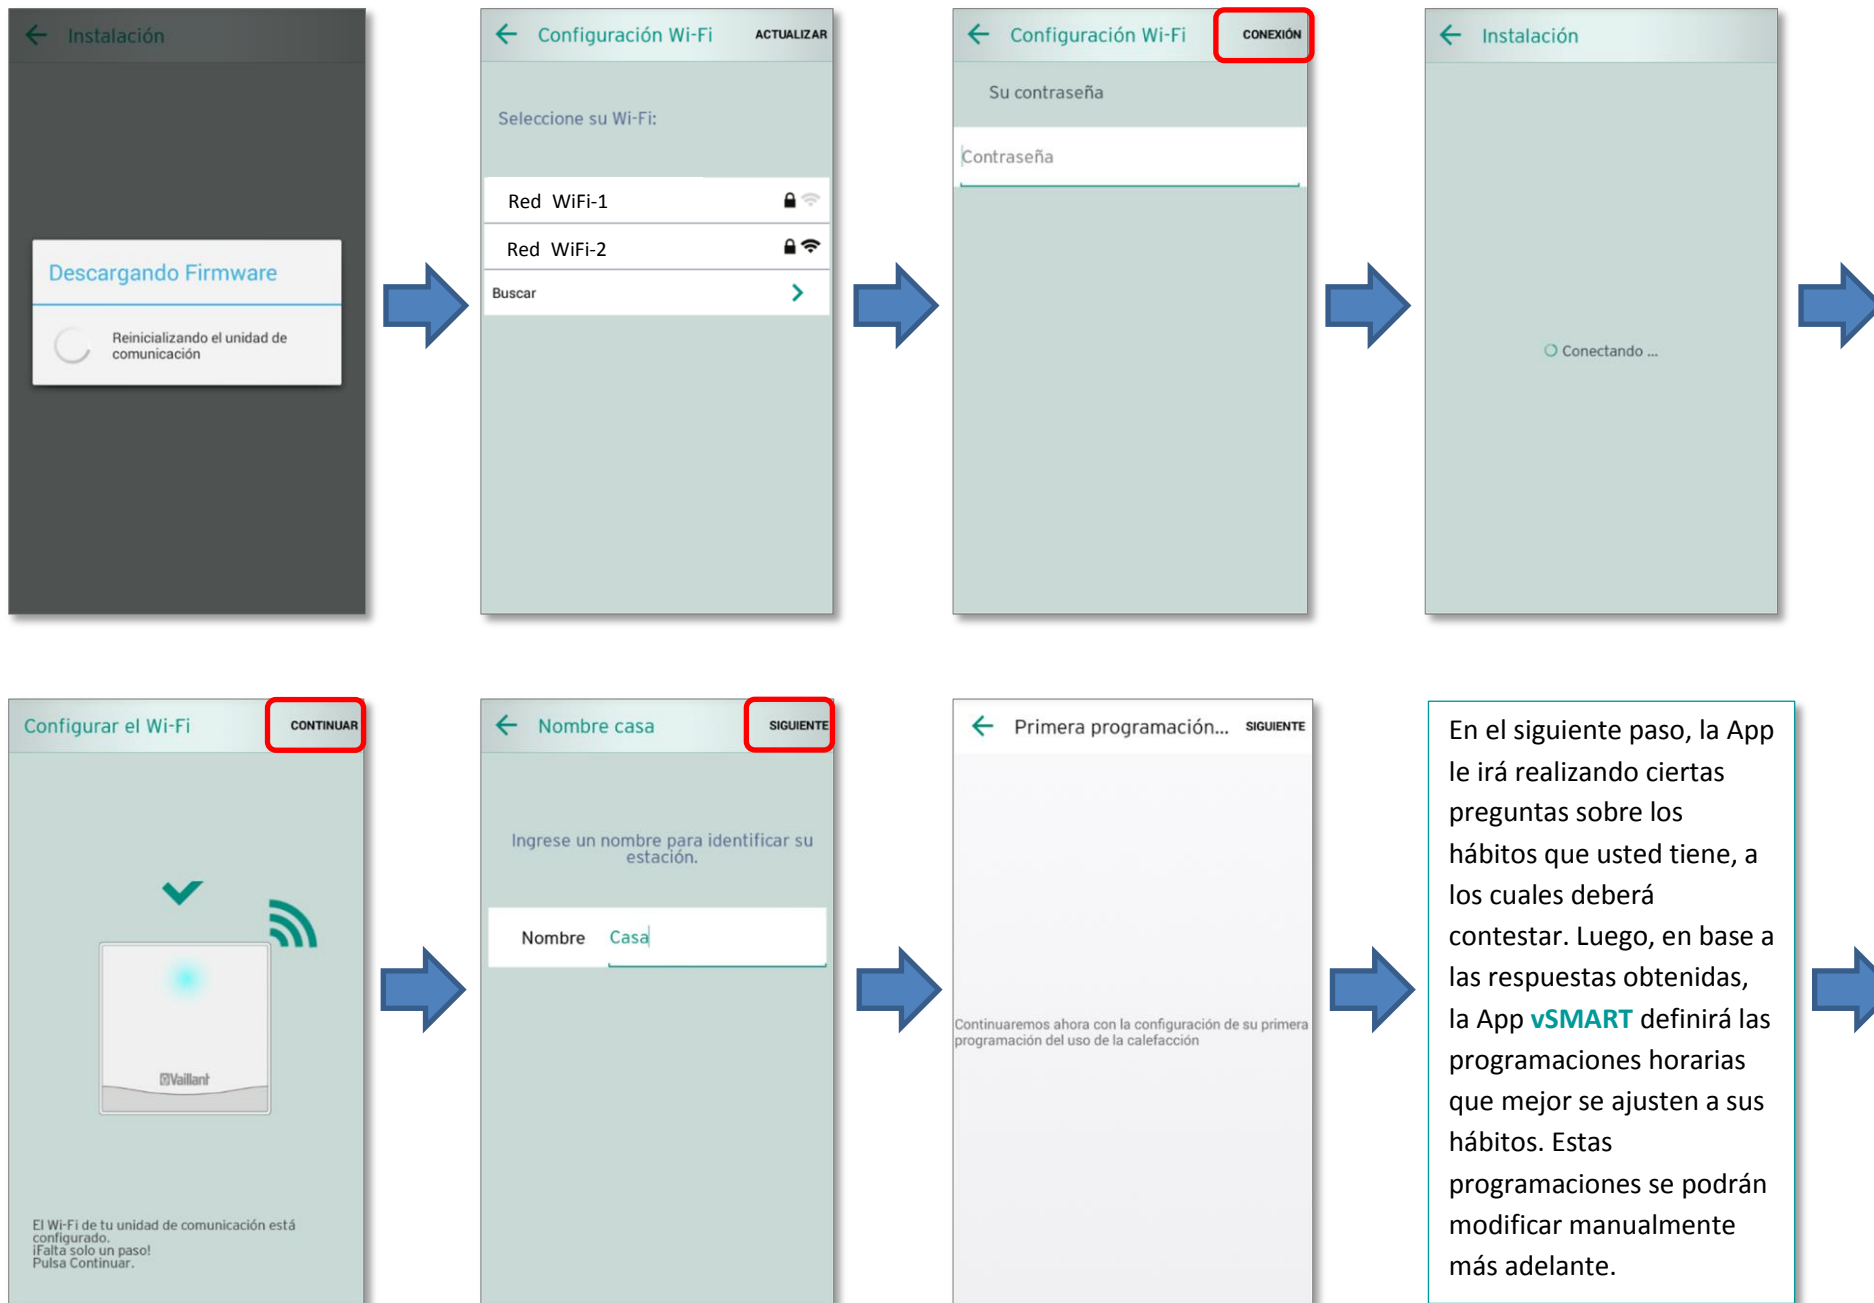 Instalación
Descargando Firmware
Reinicializando el unidad de
comunicación
Configuración Wi-Fi ACTUALIZAR
Seleccione su Wi-Fi:
Red WiFi-1
Red WiFi-2
Buscar
Configuración Wi-Fi CONEXIÓN
Su contraseña
Contraseña
Instalación
Conectando ...
Configurar el Wi-Fi CONTINUAR
Vaillant
El Wi-Fi de tu unidad de comunicación está
configurado.
¡Falta solo un paso!
Pulsa Continuar.
Nombre casa SIGUIENTE
Ingrese un nombre para identificar su
estación.
Nombre Casa
Primera programación... SIGUIENTE
Continuaremos ahora con la configuración de su primera
programación del uso de la calefacción
En el siguiente paso, la App
le irá realizando ciertas
preguntas sobre los
hábitos que usted tiene, a
los cuales deberá
contestar. Luego, en base a
las respuestas obtenidas,
la App vSMART definirá las
programaciones horarias
que mejor se ajusten a sus
hábitos. Estas
programaciones se podrán
modificar manualmente
más adelante.